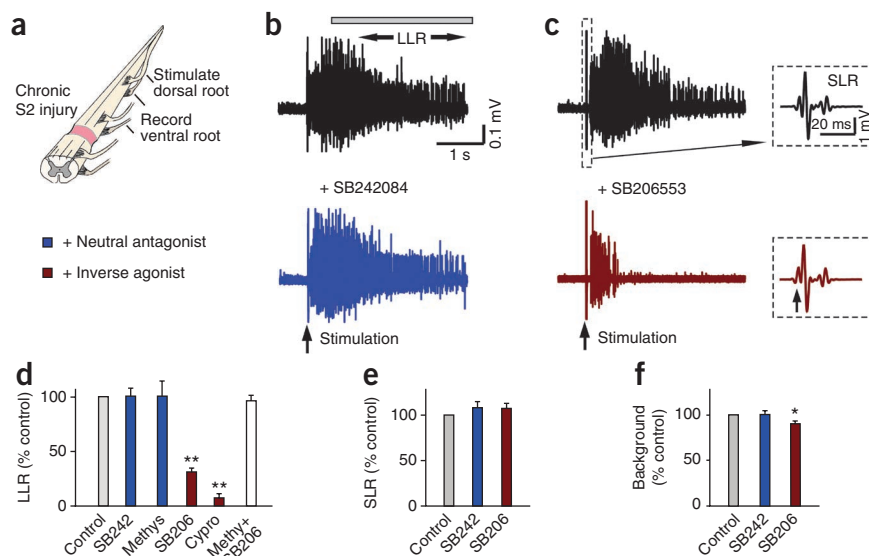 a
Chronic
S2 injury
Stimulate
dorsal root
Record
ventral root
+ Neutral antagonist
+ Inverse agonist
b
LLR
0.1 mV
1 s
+ SB242084
Stimulation
c
SLR
20 ms
1 mV
+ SB206553
Stimulation
d
LLR (% control)
100
50
0
Control
SB242
Methys
SB206
**
Cypro
**
Methy+
SB206
e
SLR (% control)
100
50
Control
SB242
SB206
f
Background
(% control)
100
50
*
Control
SB242
SB206